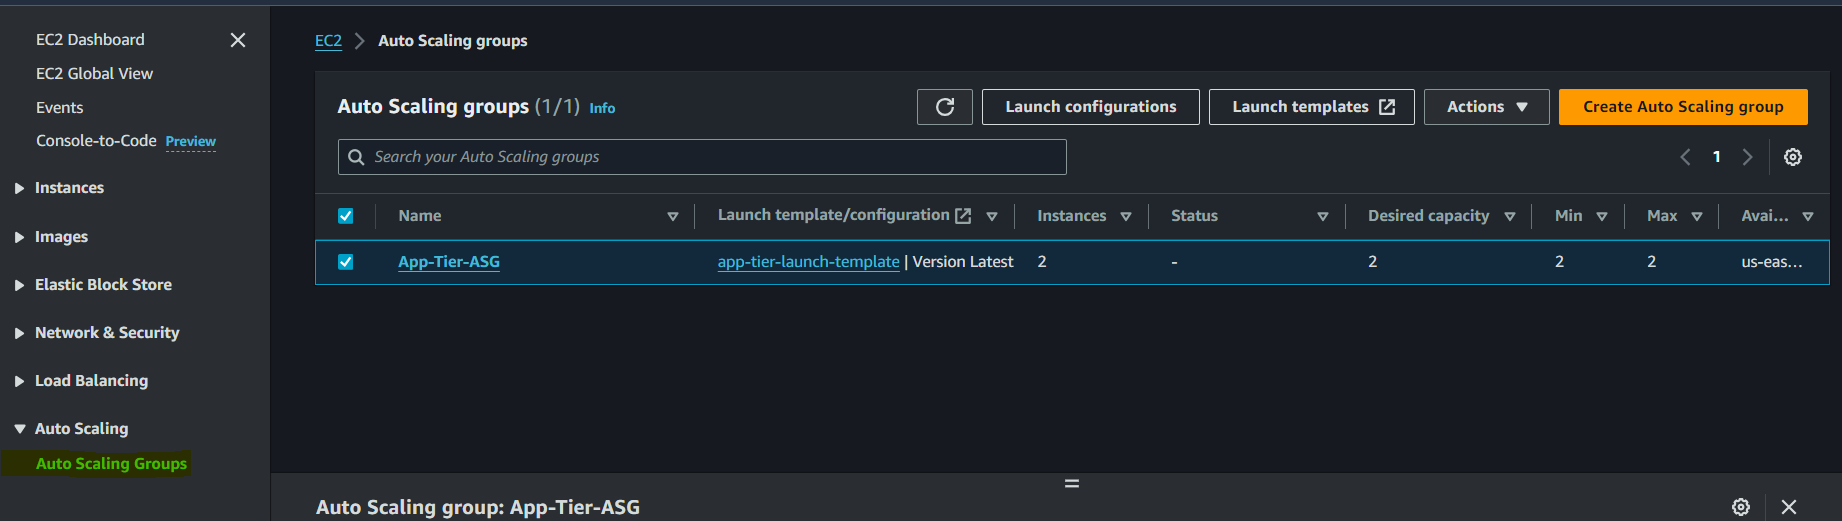 EC2 Dashboard
EC2 Global View
Events
Console-to-Code Preview
Instances
Images
Elastic Block Store
Network & Security
Load Balancing
Auto Scaling
Auto Scaling Groups
EC2 Auto Scaling groups
Auto Scaling groups (1/1) Info
Launch configurations Launch templates Actions Create Auto Scaling group
Search your Auto Scaling groups
1
Name Launch template/configuration Instances Status Desired capacity Min Max Avai...
App-Tier-ASG app-tier-launch-template | Version Latest 2 - 2 2 2 us-eas...
Auto Scaling group: App-Tier-ASG